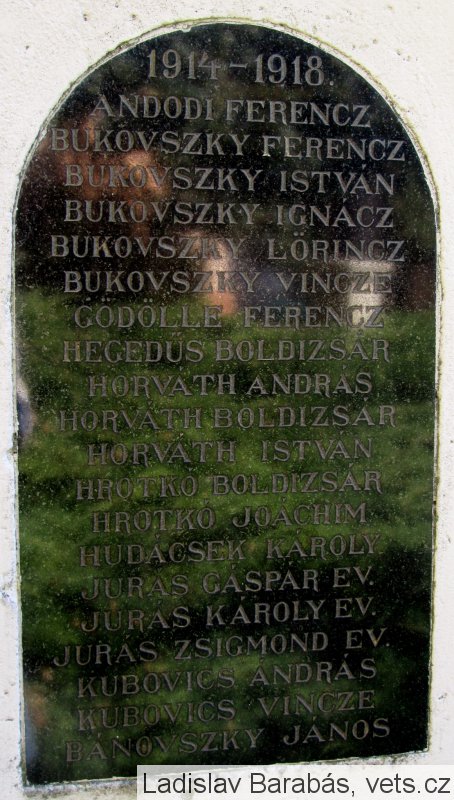 1914-1918.
ANDODI FERENCZ
BUKOVSZKY FERENCZ
BUKOVSZKY ISTVÁN
BUKOVSZKY IGNÁCZ
BUKOVSZKY LŐRINCZ
BUKOVSZKY VINCZE
GÖDÖLLE FERENCZ
HEGEDŰS BOLDIZSÁR
HORVÁTH ANDRÁS
HORVÁTH BOLDIZSÁR
HORVÁTH ISTVÁN
HROTKÓ BOLDIZSÁR
HROTKÓ JOÁCHIM
HUDÁCSEK KÁROLY
JURÁS GÁSPÁR EV.
JURÁS KÁROLY EV.
JURÁS ZSIGMOND EV.
KUBOVICS ANDRÁS
KUBOVICS VINCZE
BÁNOVSZKY JÁNOS
Ladislav Barabás, vets.cz